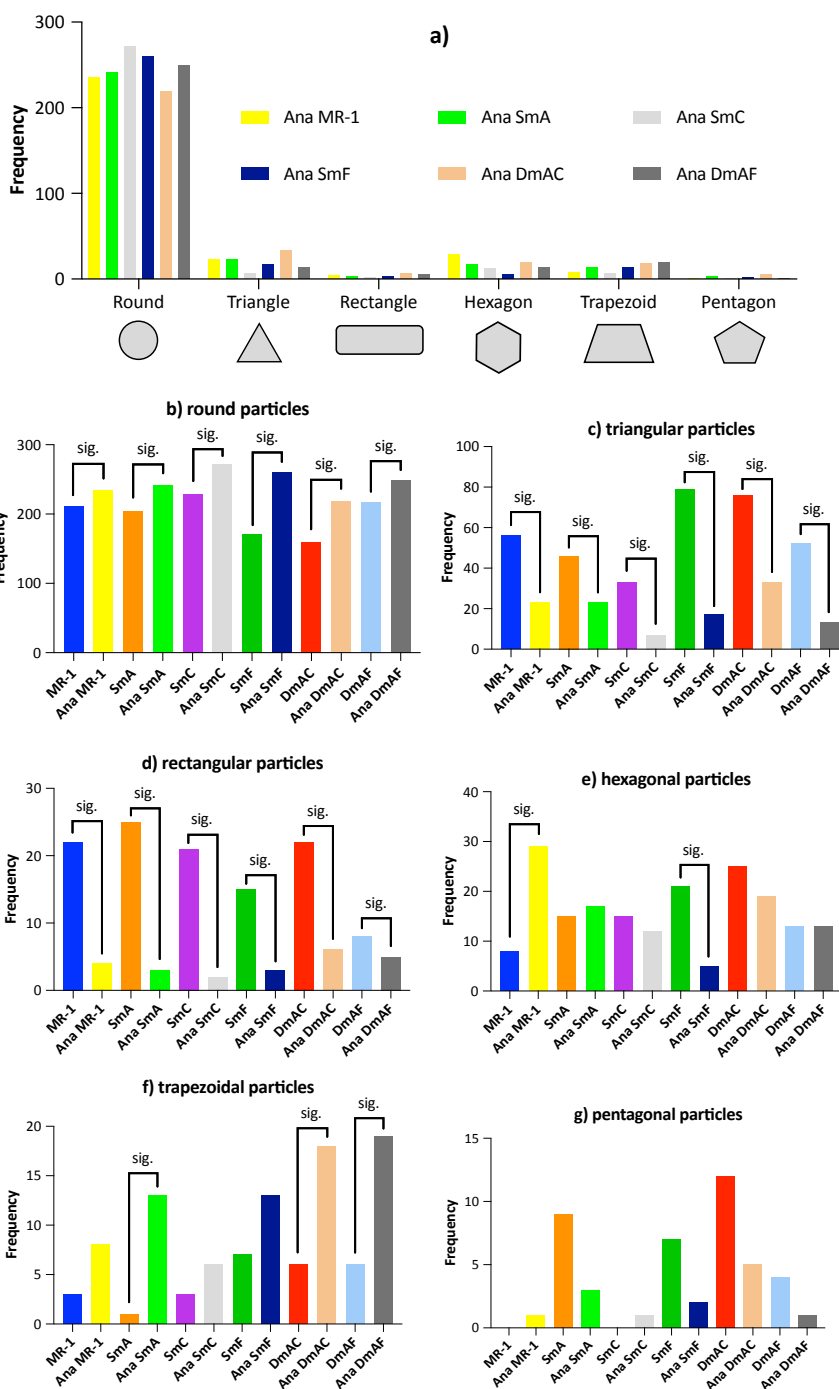 a)
300
200
100
0
Frequency
Ana MR-1
Ana SmA
Ana SmC
Ana SmF
Ana DmAC
Ana DmAF
Round
Triangle
Rectangle
Hexagon
Trapezoid
Pentagon
b) round particles
300
200
100
0
Frequency
sig.
sig.
sig.
sig.
sig.
sig.
MR-1
Ana MR-1
SmA
Ana SmA
SmC
Ana SmC
SmF
Ana SmF
DmAC
Ana DmAC
DmAF
Ana DmAF
c) triangular particles
100
80
60
40
20
0
Frequency
sig.
sig.
sig.
sig.
sig.
sig.
MR-1
Ana MR-1
SmA
Ana SmA
SmC
Ana SmC
SmF
Ana SmF
DmAC
Ana DmAC
DmAF
Ana DmAF
d) rectangular particles
30
20
10
0
Frequency
sig.
sig.
sig.
sig.
sig.
sig.
MR-1
Ana MR-1
SmA
Ana SmA
SmC
Ana SmC
SmF
Ana SmF
DmAC
Ana DmAC
DmAF
Ana DmAF
e) hexagonal particles
40
30
20
10
0
Frequency
sig.
sig.
MR-1
Ana MR-1
SmA
Ana SmA
SmC
Ana SmC
SmF
Ana SmF
DmAC
Ana DmAC
DmAF
Ana DmAF
f) trapezoidal particles
20
15
10
5
0
Frequency
sig.
sig.
sig.
MR-1
Ana MR-1
SmA
Ana SmA
SmC
Ana SmC
SmF
Ana SmF
DmAC
Ana DmAC
DmAF
Ana DmAF
g) pentagonal particles
15
10
5
0
Frequency
MR-1
Ana MR-1
SmA
Ana SmA
SmC
Ana SmC
SmF
Ana SmF
DmAC
Ana DmAC
DmAF
Ana DmAF